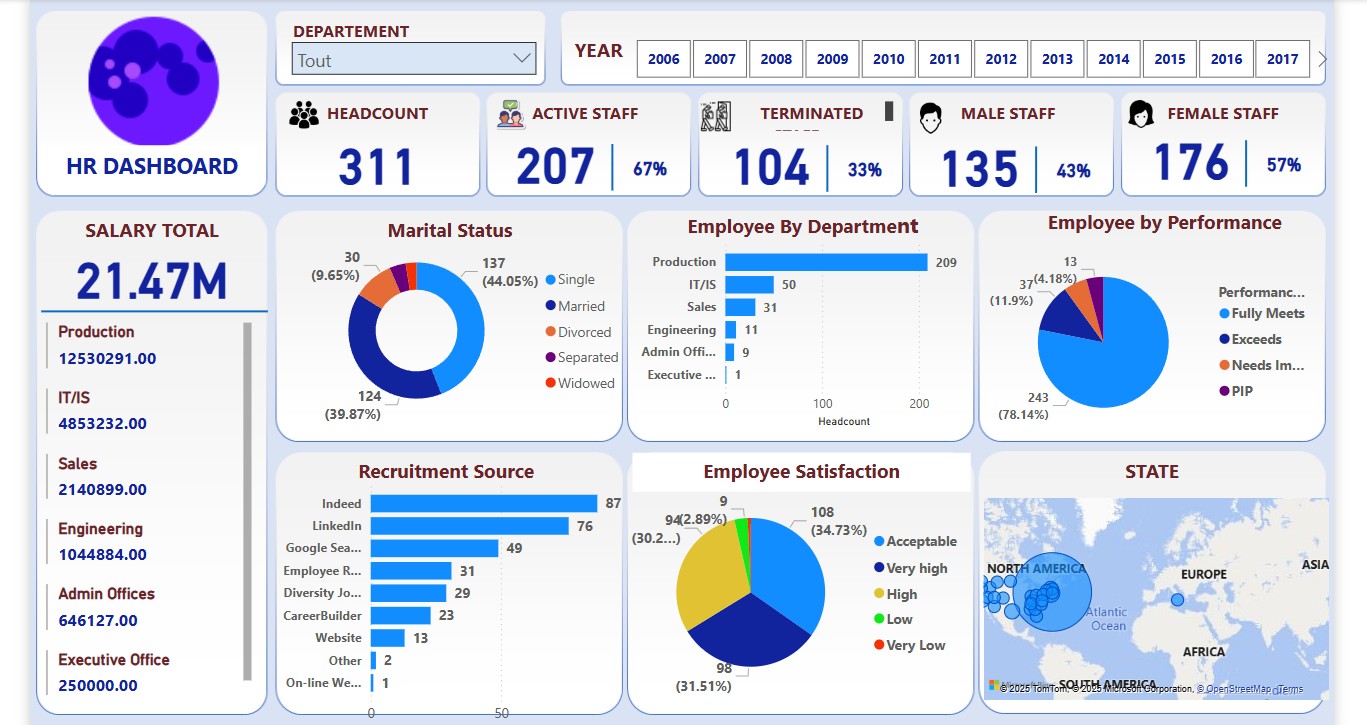 HR DASHBOARD
DEPARTEMENT
Tout
YEAR
2006 2007 2008 2009 2010 2011 2012 2013 2014 2015 2016 2017
HEADCOUNT
311
ACTIVE STAFF
207 67%
TERMINATED
104 33%
MALE STAFF
135 43%
FEMALE STAFF
176 57%
SALARY TOTAL
21.47M
Production
12530291.00
IT/IS
4853232.00
Sales
2140899.00
Engineering
1044884.00
Admin Offices
646127.00
Executive Office
250000.00
Marital Status
30
(9.65%)
137
(44.05%)
124
(39.87%)
Single
Married
Divorced
Separated
Widowed
Employee By Department
Production 209
IT/IS 50
Sales 31
Engineering 11
Admin Offi... 9
Executive ... 1
0 100 200
Headcount
Employee by Performance
13
(4.18%)
37
(11.9%)
243
(78.14%)
Performanc...
Fully Meets
Exceeds
Needs Im...
PIP
Recruitment Source
Indeed 87
LinkedIn 76
Google Sea... 49
Employee R... 31
Diversity Jo... 29
CareerBuilder 23
Website 13
Other 2
On-line We... 1
0 50
Employee Satisfaction
9
(2.89%)
94
(30.2...)
108
(34.73%)
98
(31.51%)
Acceptable
Very high
High
Low
Very Low
STATE
NORTH AMERICA
EUROPE
ASIA
Atlantic
Ocean
AFRICA
SOUTH AMERICA
© 2025 TomTom, © 2025 Microsoft Corporation, © OpenStreetMap Terms